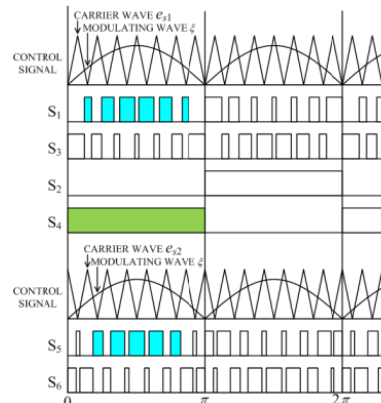 CARRIER WAVE es1
MODULATING WAVE ξ
CONTROL
SIGNAL
S1
S3
S2
S4
CARRIER WAVE es2
MODULATING WAVE ξ
CONTROL
SIGNAL
S5
S6
0 π 2π